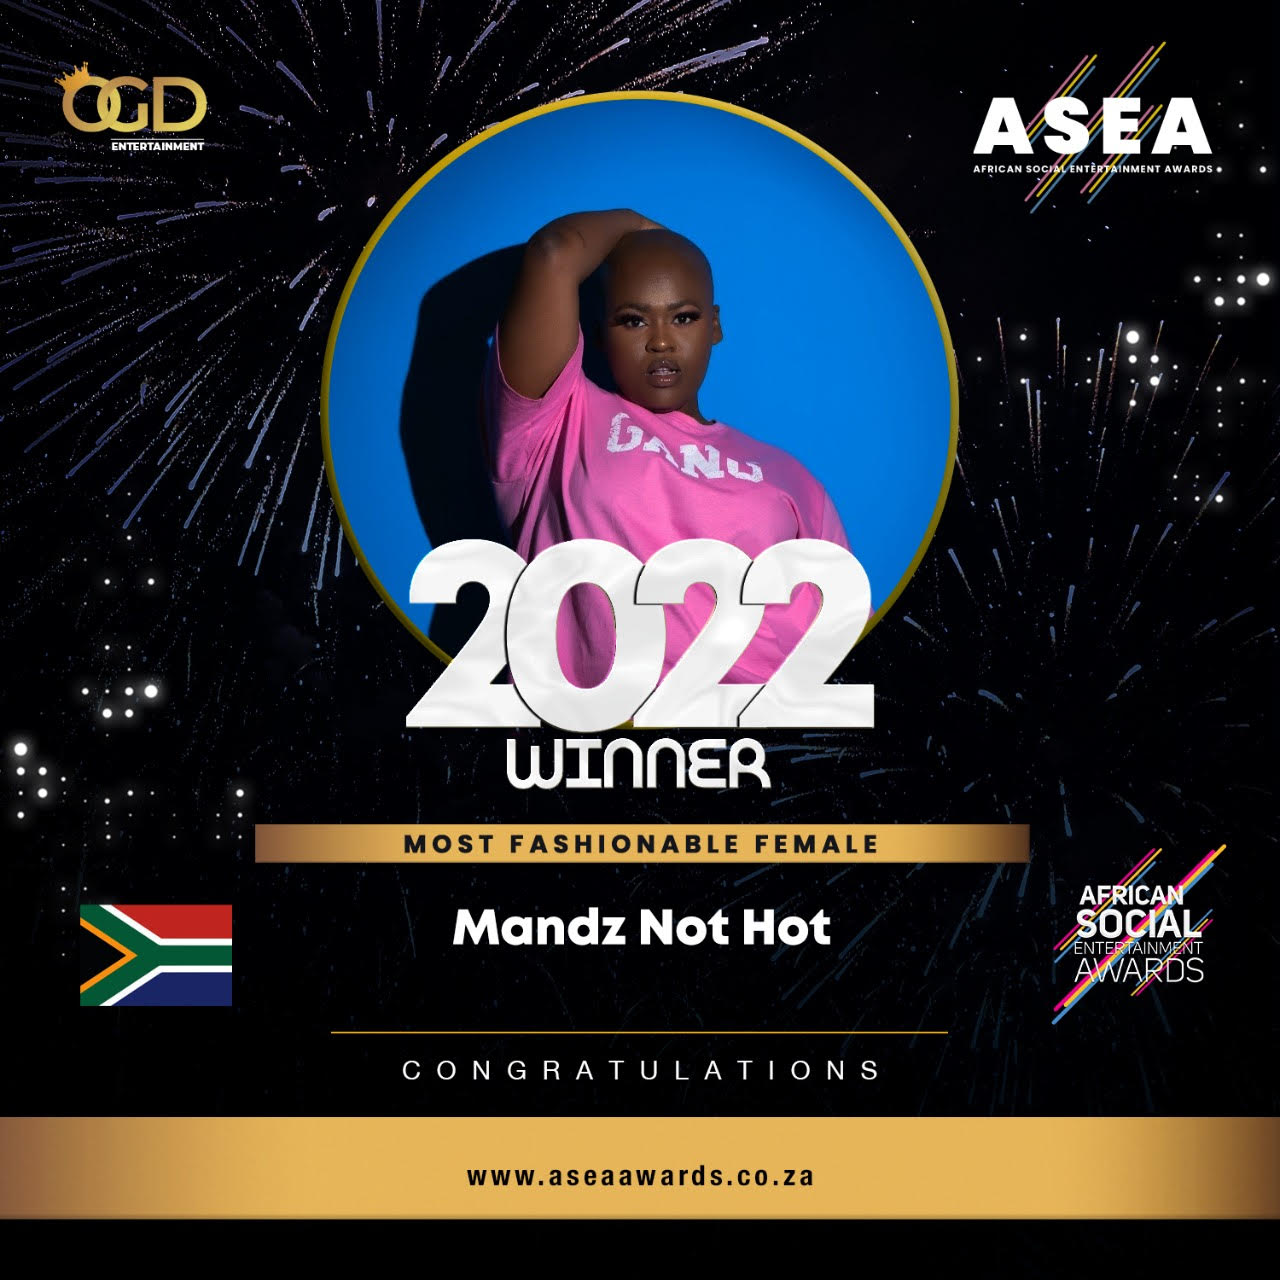 OGD
ENTERTAINMENT
ASEA
AFRICAN SOCIAL ENTERTAINMENT AWARDS
GANG
2022
WINNER
MOST FASHIONABLE FEMALE
Mandz Not Hot
AFRICAN
SOCIAL
ENTERTAINMENT
AWARDS
CONGRATULATIONS
www.aseaawards.co.za